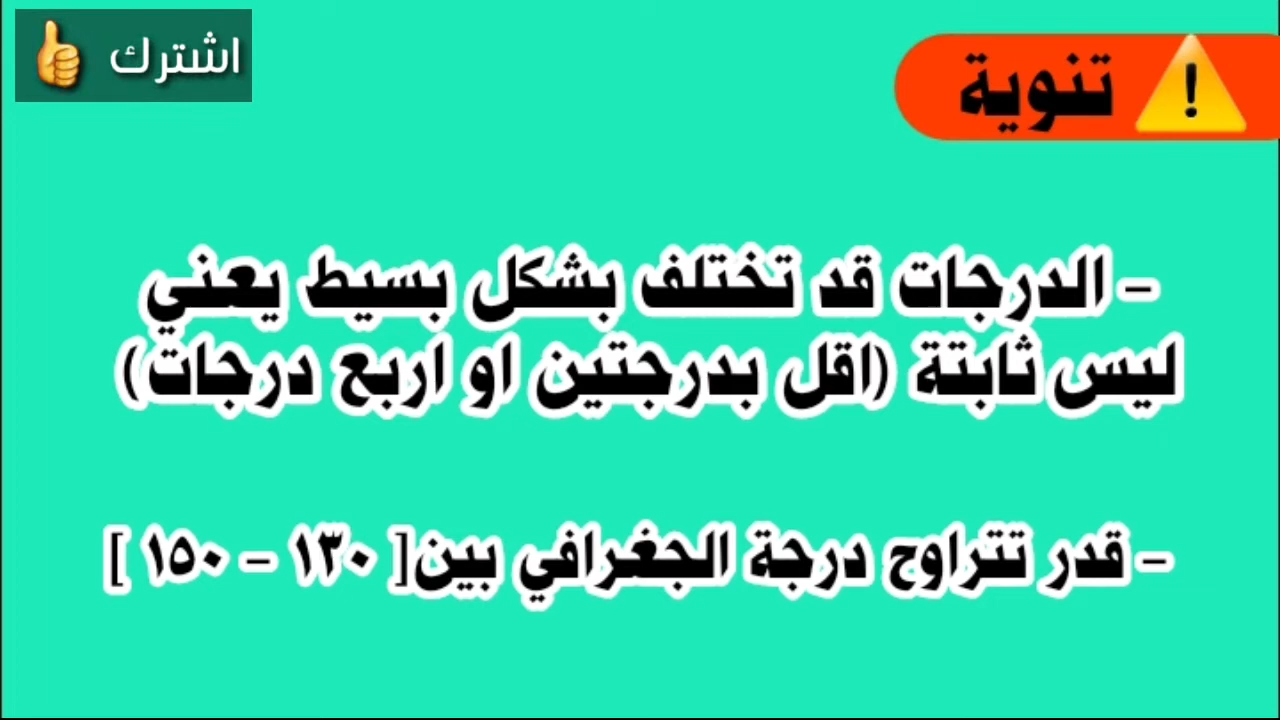 اشترك
تنوية
- الدرجات قد تختلف بشكل بسيط يعني
ليس ثابتة (اقل بدرجتين او اربع درجات)
- قدر تتراوح درجة الجغرافي بين[ ١٣٠ - ١٥٠ ]